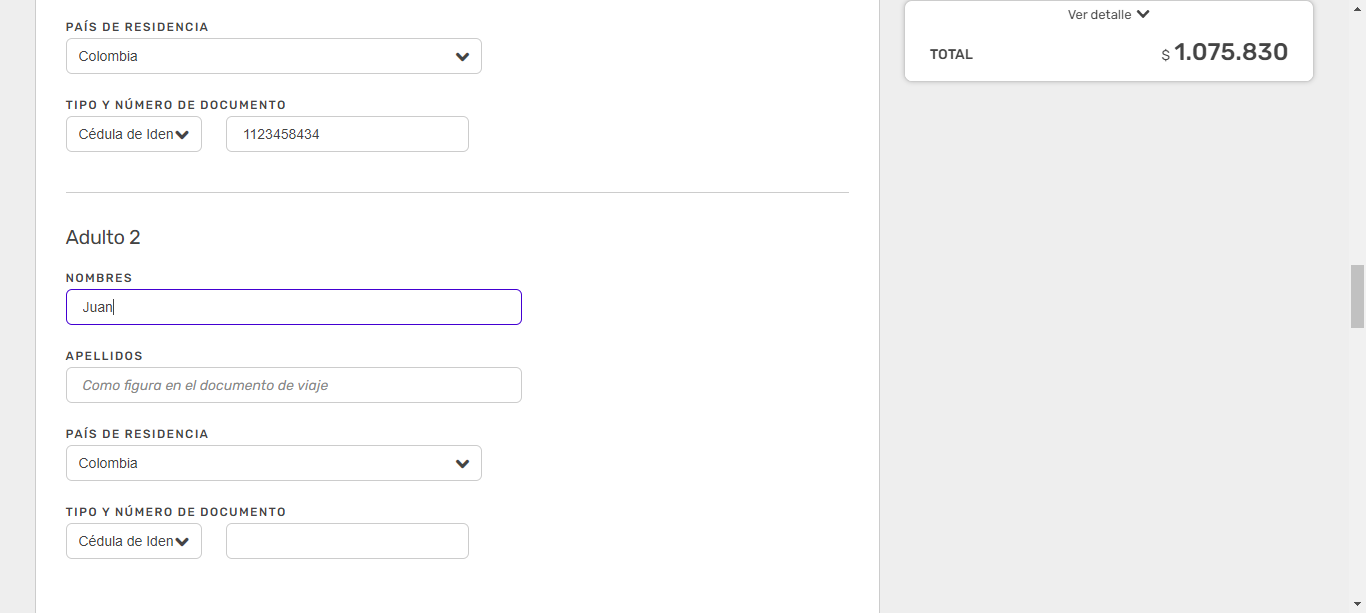 PAÍS DE RESIDENCIA
Colombia
TIPO Y NÚMERO DE DOCUMENTO
Cédula de Iden
1123458434
Adulto 2
NOMBRES
Juan
APELLIDOS
Como figura en el documento de viaje
PAÍS DE RESIDENCIA
Colombia
TIPO Y NÚMERO DE DOCUMENTO
Cédula de Iden
Ver detalle
TOTAL $ 1.075.830